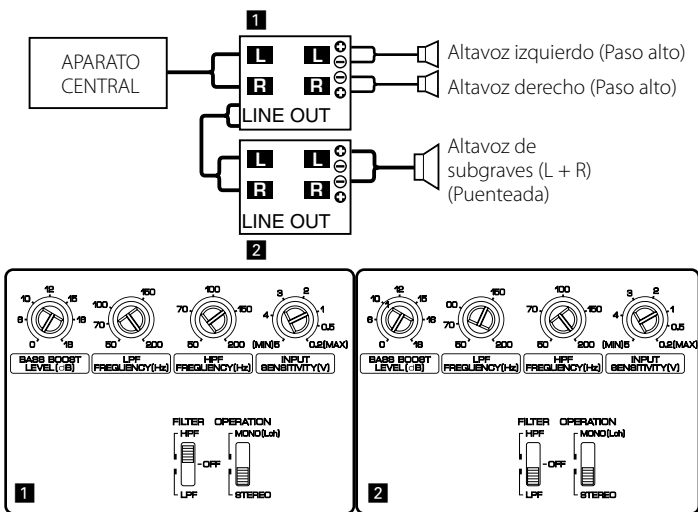 1
APARATO
CENTRAL
L L ⊕
⊖
R R ⊖
⊕
LINE OUT
Altavoz izquierdo (Paso alto)
Altavoz derecho (Paso alto)
L L ⊕
⊖
R R ⊖
⊕
LINE OUT
2
Altavoz de
subgraves (L + R)
(Puenteada)
12
10 15
6 18
0 18
BASS BOOST
LEVEL(dB)
150
100
70
50 200
LPF
FREQUENCY(Hz)
100
70 150
50 200
HPF
FREQUENCY(Hz)
3 2
4 1
0.5
(MIN)5 0.2(MAX)
INPUT
SENSITIVITY(V)
FILTER OPERATION
HPF MONO(Lch)
OFF
LPF STEREO
1
12
10 15
6 18
0 18
BASS BOOST
LEVEL(dB)
150
00
70
50 200
LPF
FREQUENCY(Hz)
100
70 150
50 200
HPF
FREQUENCY(Hz)
3 2
4 1
0.5
(MIN)5 0.2(MAX)
INPUT
SENSITIVITY(V)
FILTER OPERATION
HPF MONO(Lch)
OFF
LPF STEREO
2